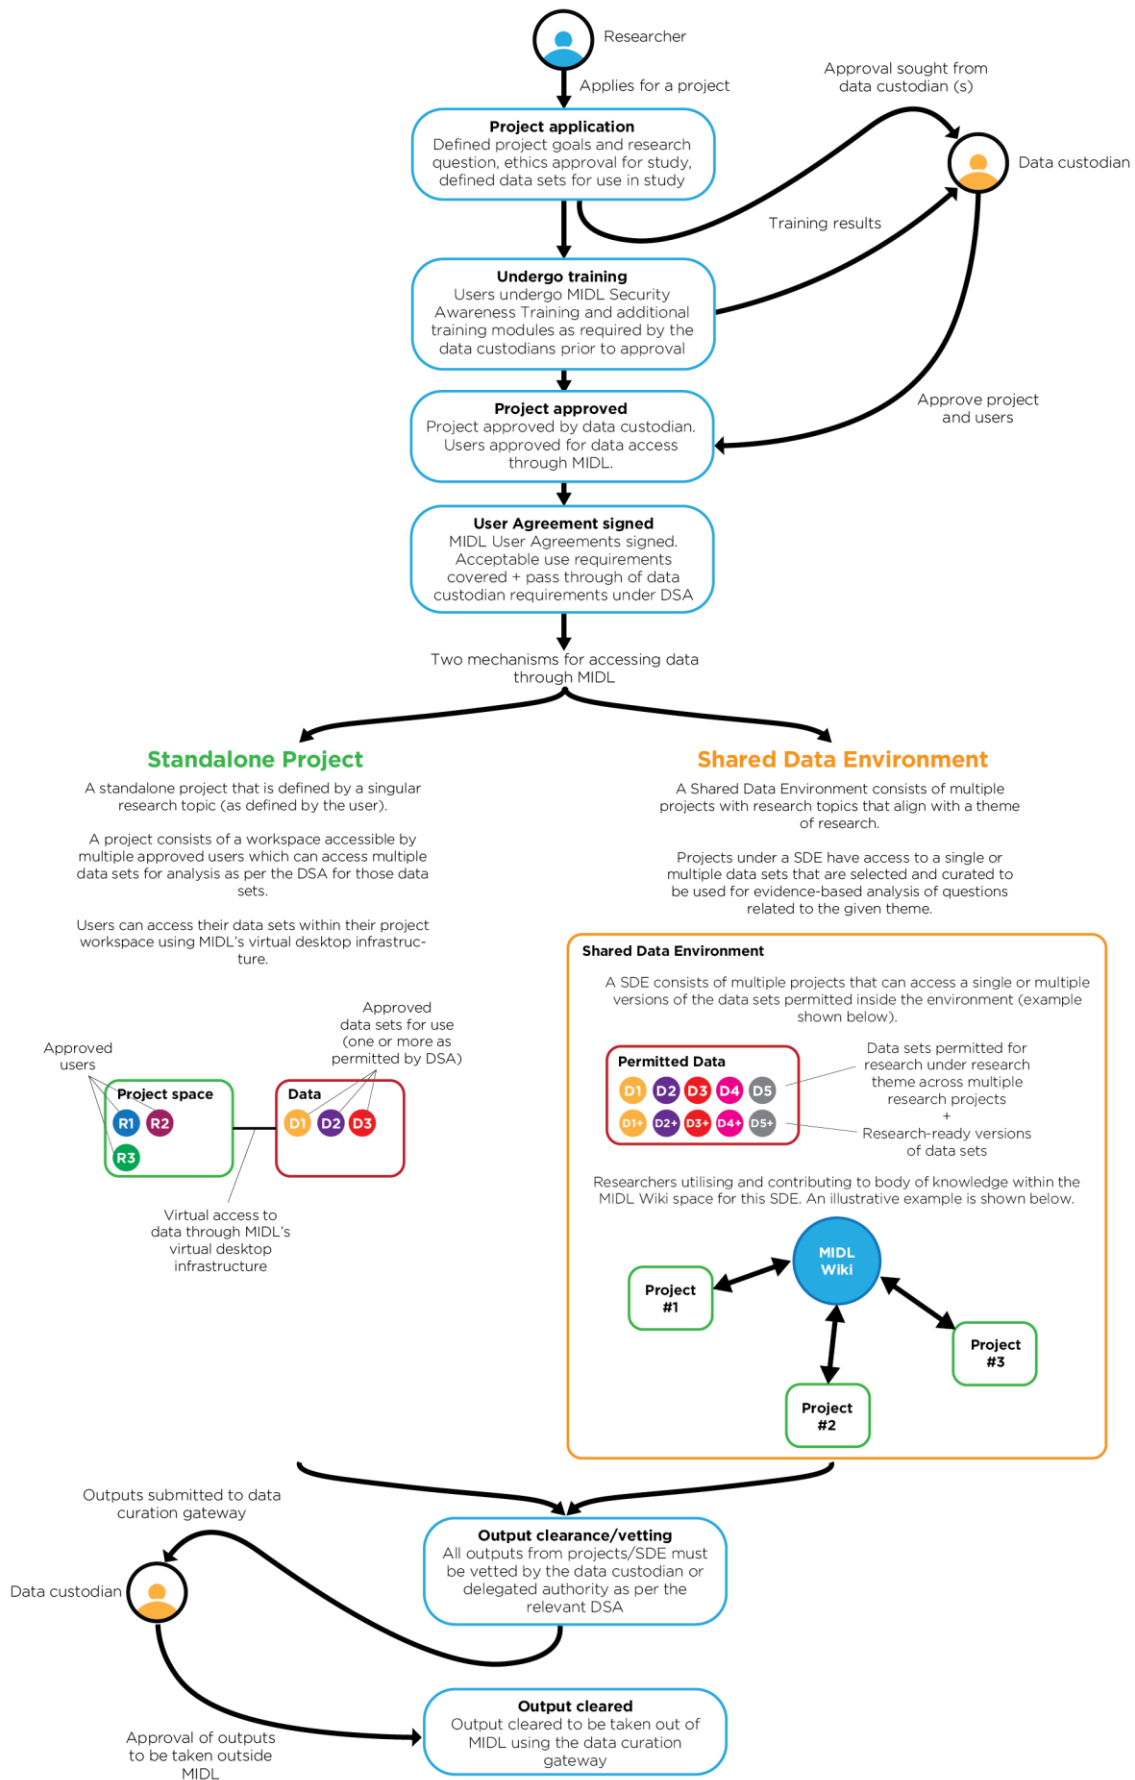 Researcher
Applies for a project
Approval sought from
data custodian (s)
Project application
Defined project goals and research
question, ethics approval for study,
defined data sets for use in study
Data custodian
Training results
Undergo training
Users undergo MIDL Security
Awareness Training and additional
training modules as required by the
data custodians prior to approval
Approve project
and users
Project approved
Project approved by data custodian.
Users approved for data access
through MIDL.
User Agreement signed
MIDL User Agreements signed.
Acceptable use requirements
covered + pass through of data
custodian requirements under DSA
Two mechanisms for accessing data
through MIDL
Standalone Project
A standalone project that is defined by a singular
research topic (as defined by the user).
A project consists of a workspace accessible by
multiple approved users which can access multiple
data sets for analysis as per the DSA for those data
sets.
Users can access their data sets within their project
workspace using MIDL's virtual desktop infrastruc-
ture.
Approved
users
Approved
data sets for use
(one or more as
permitted by DSA)
Project space
R1 R2
R3
Data
D1 D2 D3
Virtual access to
data through MIDL's
virtual desktop
infrastructure
Shared Data Environment
A Shared Data Environment consists of multiple
projects with research topics that align with a theme
of research.
Projects under a SDE have access to a single or
multiple data sets that are selected and curated to
be used for evidence-based analysis of questions
related to the given theme.
Shared Data Environment
A SDE consists of multiple projects that can access a single or multiple
versions of the data sets permitted inside the environment (example
shown below).
Permitted Data
D1 D2 D3 D4 D5
D1+ D2+ D3+ D4+ D5+
Data sets permitted for
research under research
theme across multiple
research projects
+
Research-ready versions
of data sets
Researchers utilising and contributing to body of knowledge within the
MIDL Wiki space for this SDE. An illustrative example is shown below.
MIDL
Wiki
Project
#1
Project
#2
Project
#3
Outputs submitted to data
curation gateway
Output clearance/vetting
All outputs from projects/SDE must
be vetted by the data custodian or
delegated authority as per the
relevant DSA
Data custodian
Approval of outputs
to be taken outside
MIDL
Output cleared
Output cleared to be taken out of
MIDL using the data curation
gateway